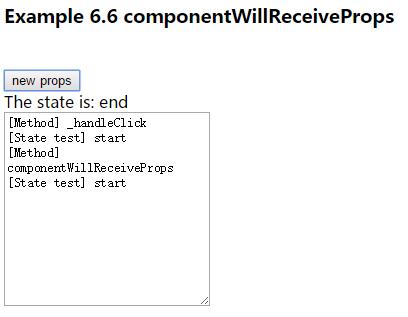 Example 6.6 componentWillReceiveProps
new props
The state is: end
[Method] _handleClick
[State test] start
[Method]
componentWillReceiveProps
[State test] start